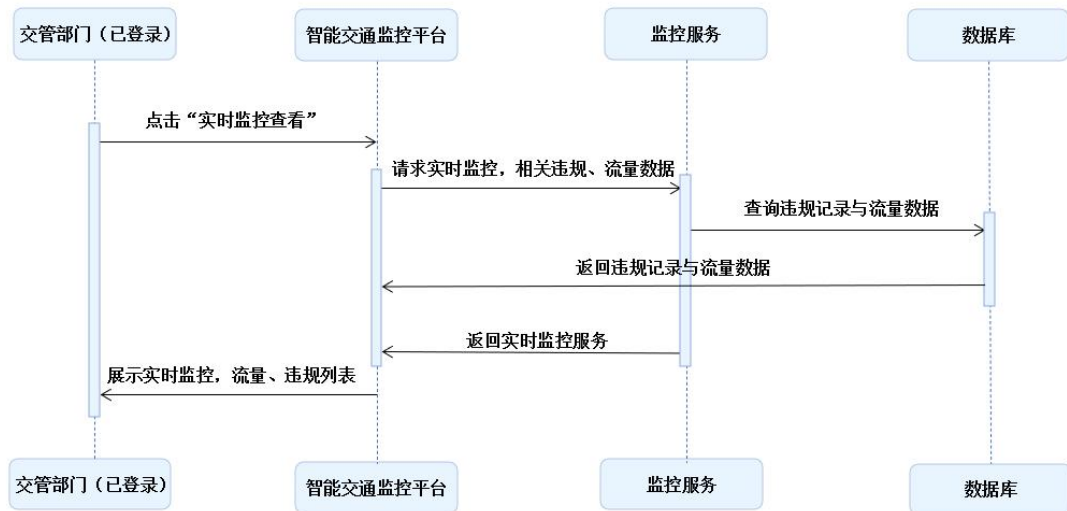 交管部门（已登录）
智能交通监控平台
监控服务
数据库
点击“实时监控查看”
请求实时监控，相关违规、流量数据
查询违规记录与流量数据
返回违规记录与流量数据
返回实时监控服务
展示实时监控，流量、违规列表
交管部门（已登录）
智能交通监控平台
监控服务
数据库